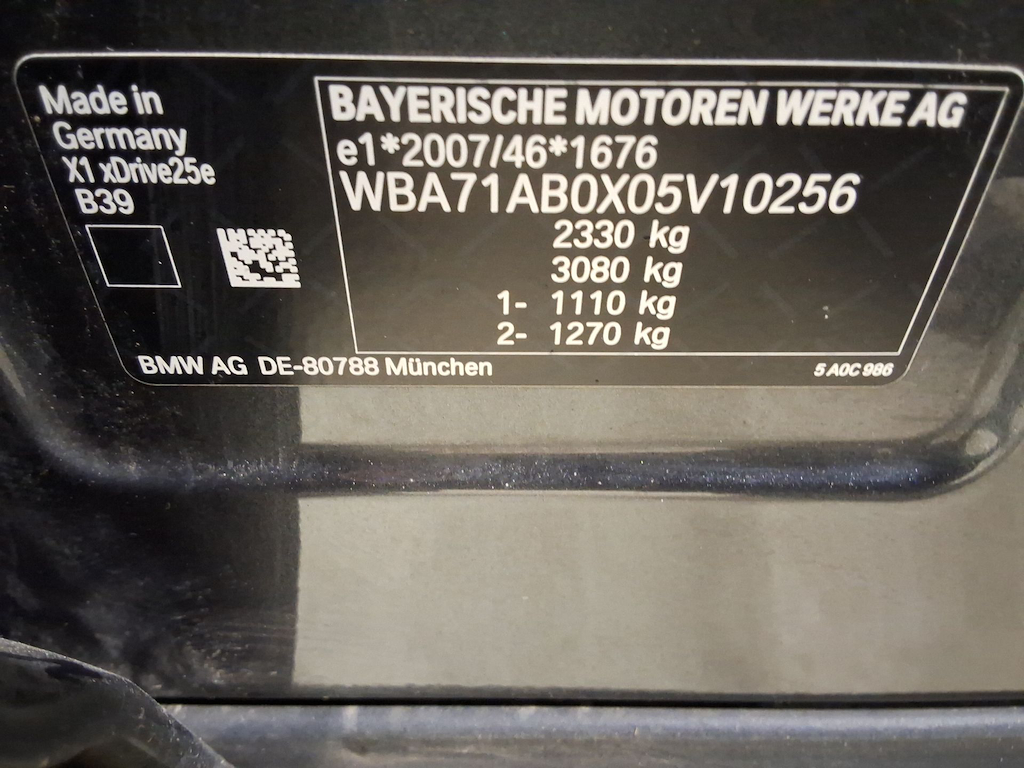 Made in
Germany
X1 xDrive25e
B39
BAYERISCHE MOTOREN WERKE AG
e1*2007/46*1676
WBA71AB0X05V10256
2330 kg
3080 kg
1- 1110 kg
2- 1270 kg
BMW AG DE-80788 München
5 A0C 986